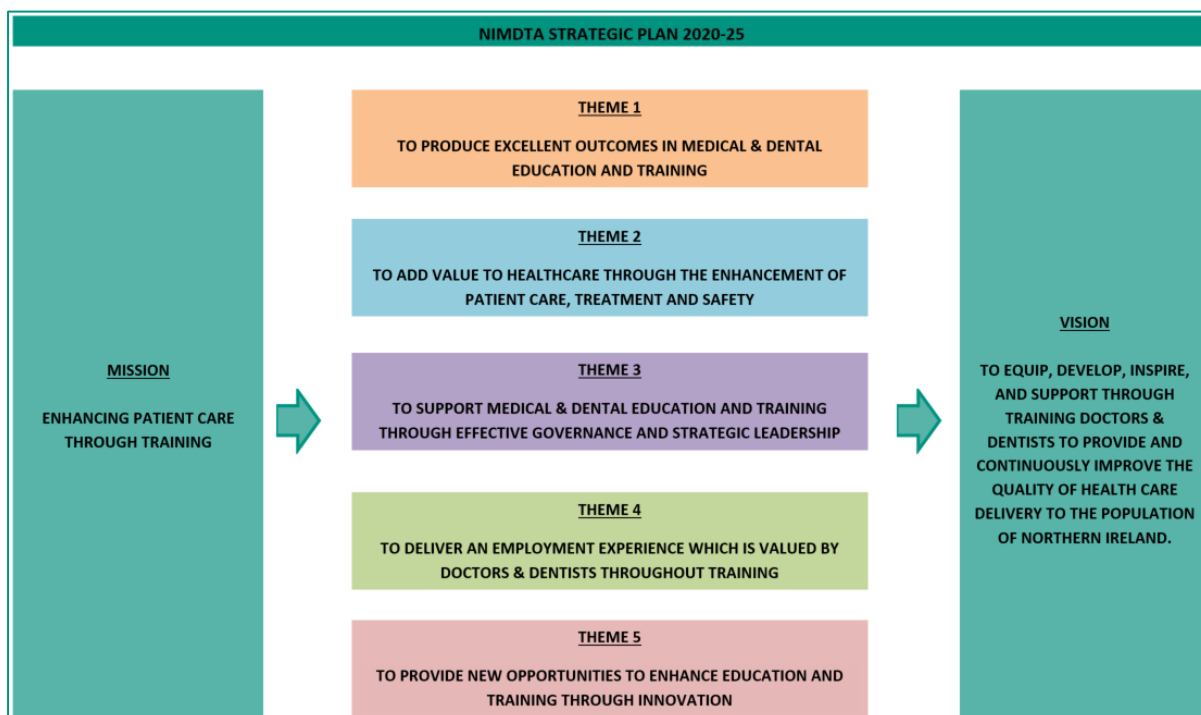 NIMDTA STRATEGIC PLAN 2020-25
MISSION
ENHANCING PATIENT CARE
THROUGH TRAINING
THEME 1
TO PRODUCE EXCELLENT OUTCOMES IN MEDICAL & DENTAL
EDUCATION AND TRAINING
THEME 2
TO ADD VALUE TO HEALTHCARE THROUGH THE ENHANCEMENT OF
PATIENT CARE, TREATMENT AND SAFETY
THEME 3
TO SUPPORT MEDICAL & DENTAL EDUCATION AND TRAINING
THROUGH EFFECTIVE GOVERNANCE AND STRATEGIC LEADERSHIP
THEME 4
TO DELIVER AN EMPLOYMENT EXPERIENCE WHICH IS VALUED BY
DOCTORS & DENTISTS THROUGHOUT TRAINING
THEME 5
TO PROVIDE NEW OPPORTUNITIES TO ENHANCE EDUCATION AND
TRAINING THROUGH INNOVATION
VISION
TO EQUIP, DEVELOP, INSPIRE,
AND SUPPORT THROUGH
TRAINING DOCTORS &
DENTISTS TO PROVIDE AND
CONTINUOUSLY IMPROVE THE
QUALITY OF HEALTH CARE
DELIVERY TO THE POPULATION
OF NORTHERN IRELAND.